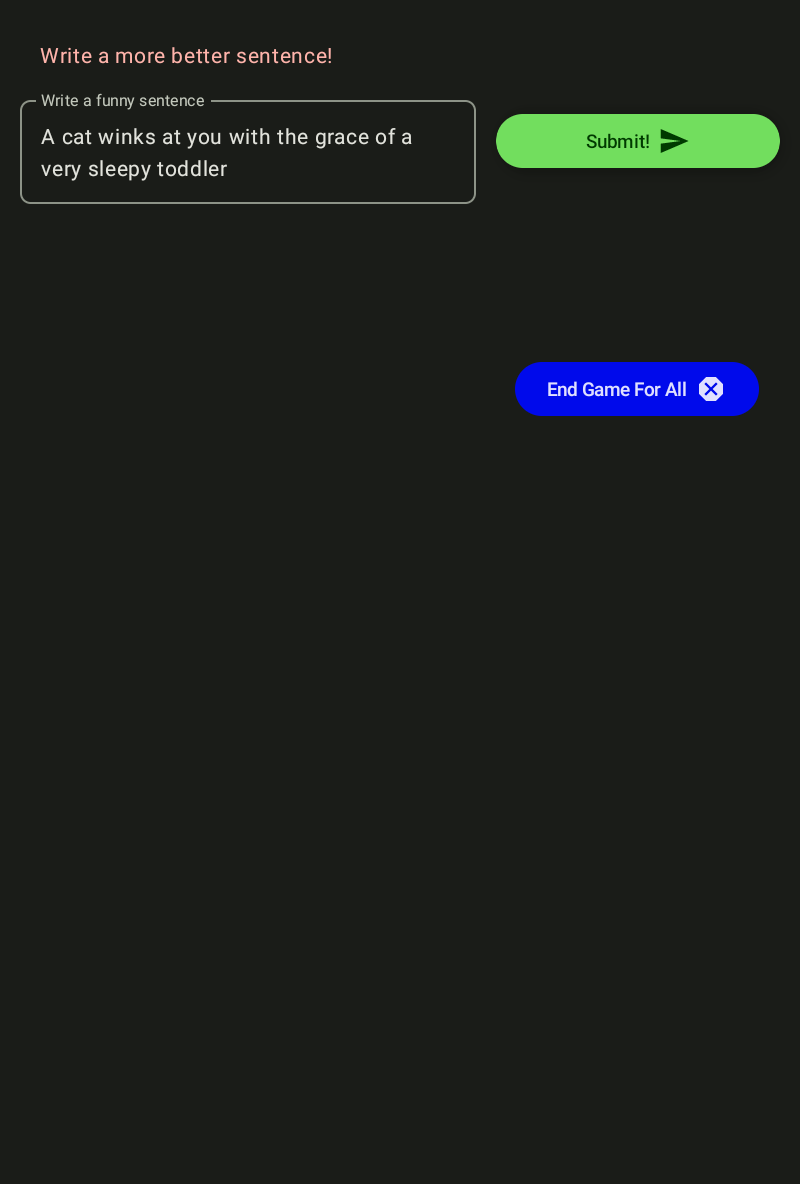 Write a more better sentence!
Write a funny sentence
A cat winks at you with the grace of a
very sleepy toddler
Submit!
End Game For All